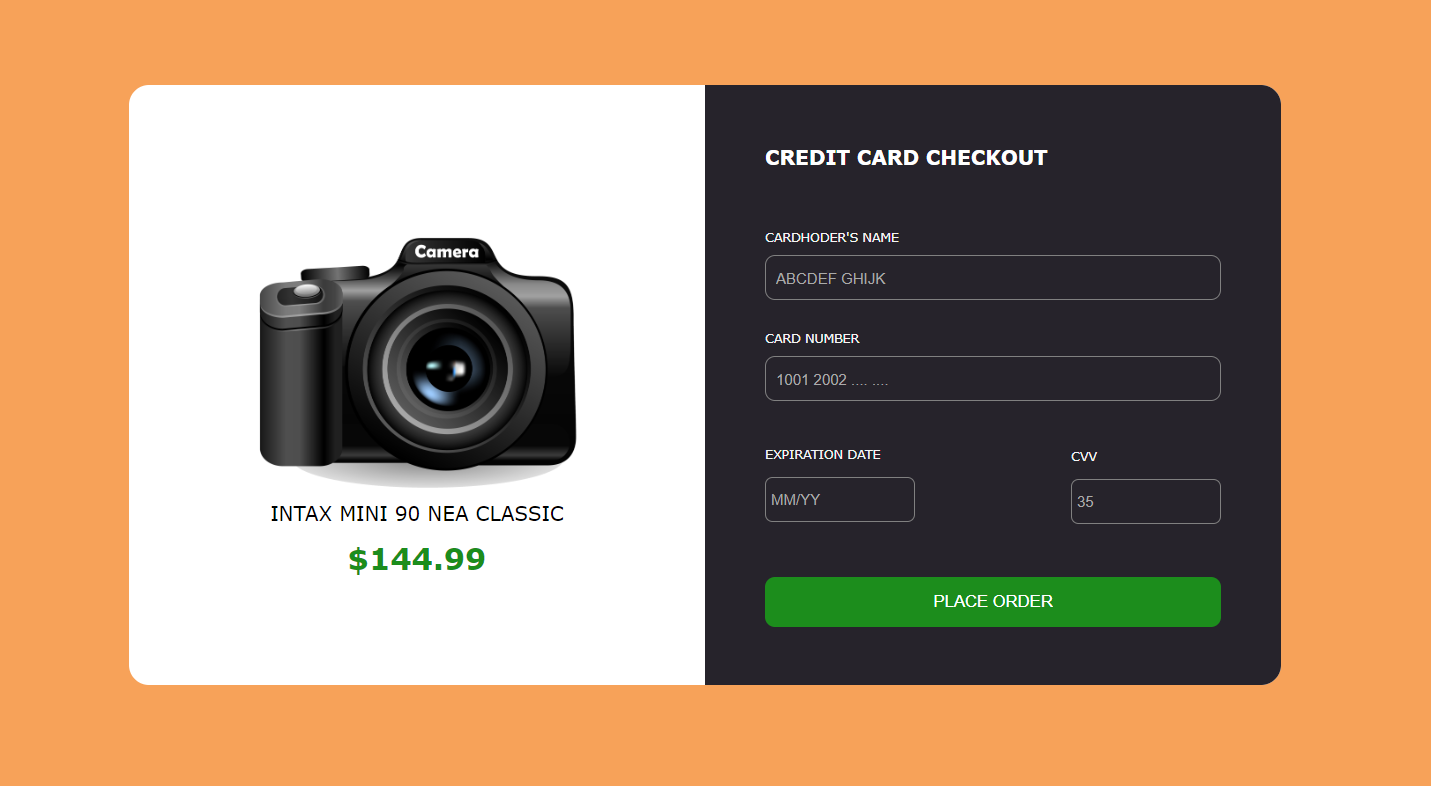 Camera
INTAX MINI 90 NEA CLASSIC
$144.99
CREDIT CARD CHECKOUT
CARDHODER'S NAME
ABCDEF GHIJK
CARD NUMBER
1001 2002 .... ....
EXPIRATION DATE
CVV
MM/YY
35
PLACE ORDER